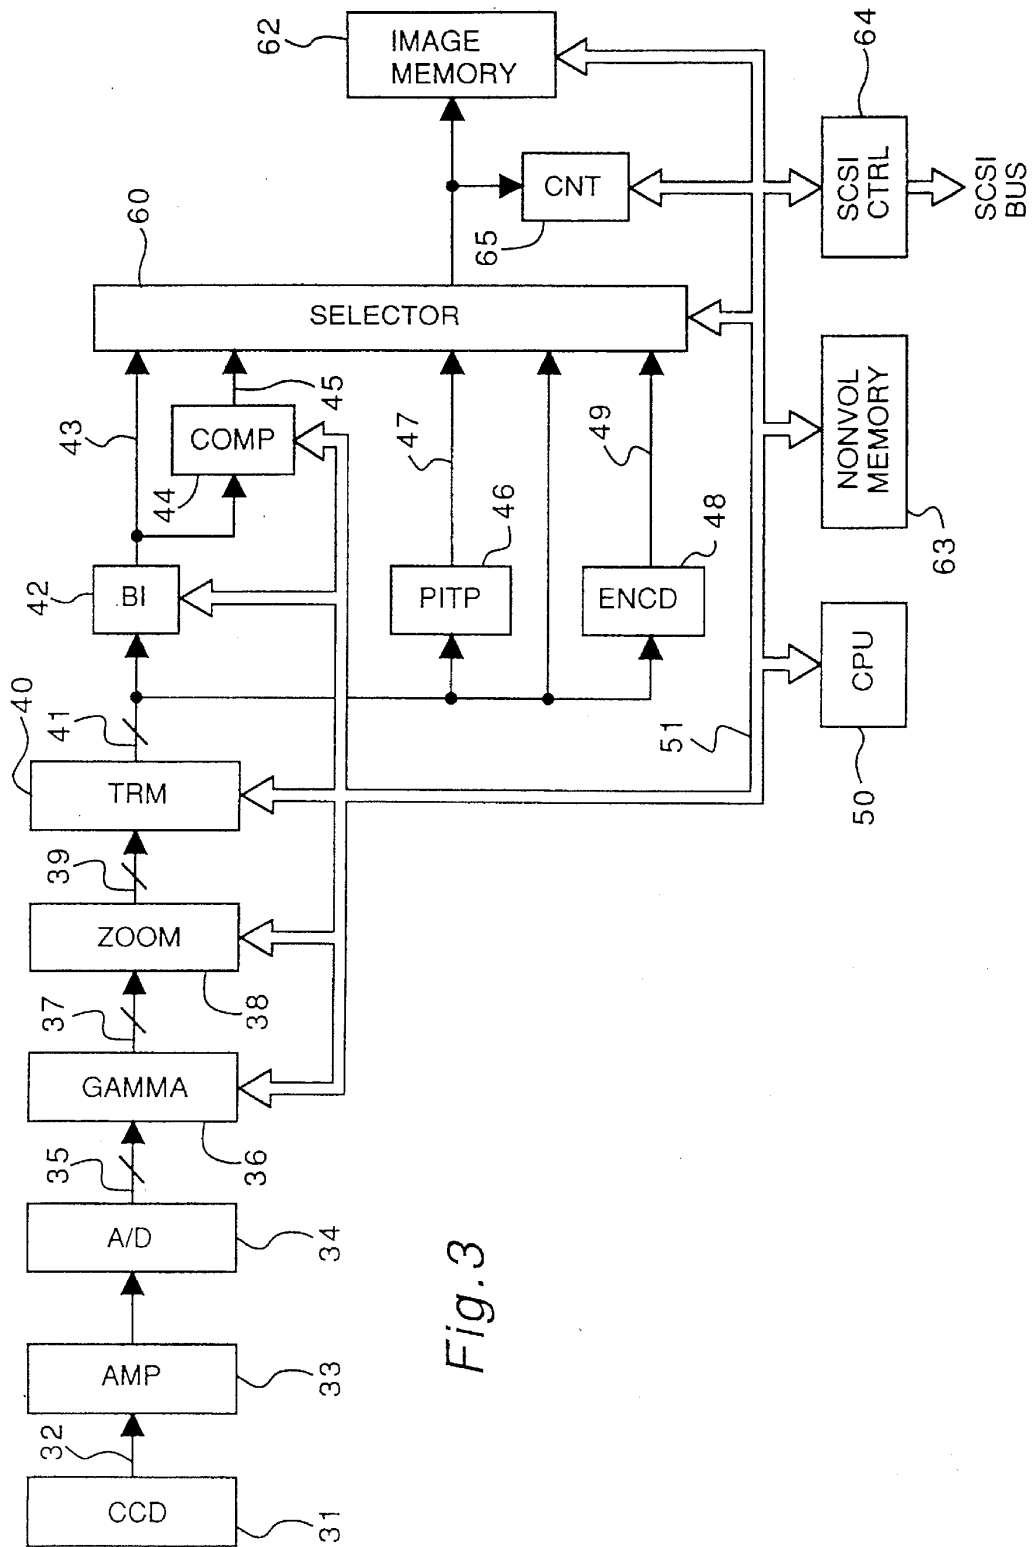 31
CCD
32
33
AMP
34
A/D
35
36
GAMMA
37
38
ZOOM
39
40
TRM
41
42
.BI
43
44
COMP
45
46
PITP
47
48
ENCD
49
50
CPU
51
60
SELECTOR
62
IMAGE
MEMORY
63
NONVOL
MEMORY
64
SCSI
CTRL
65
CNT
SCSI
BUS
Fig.3